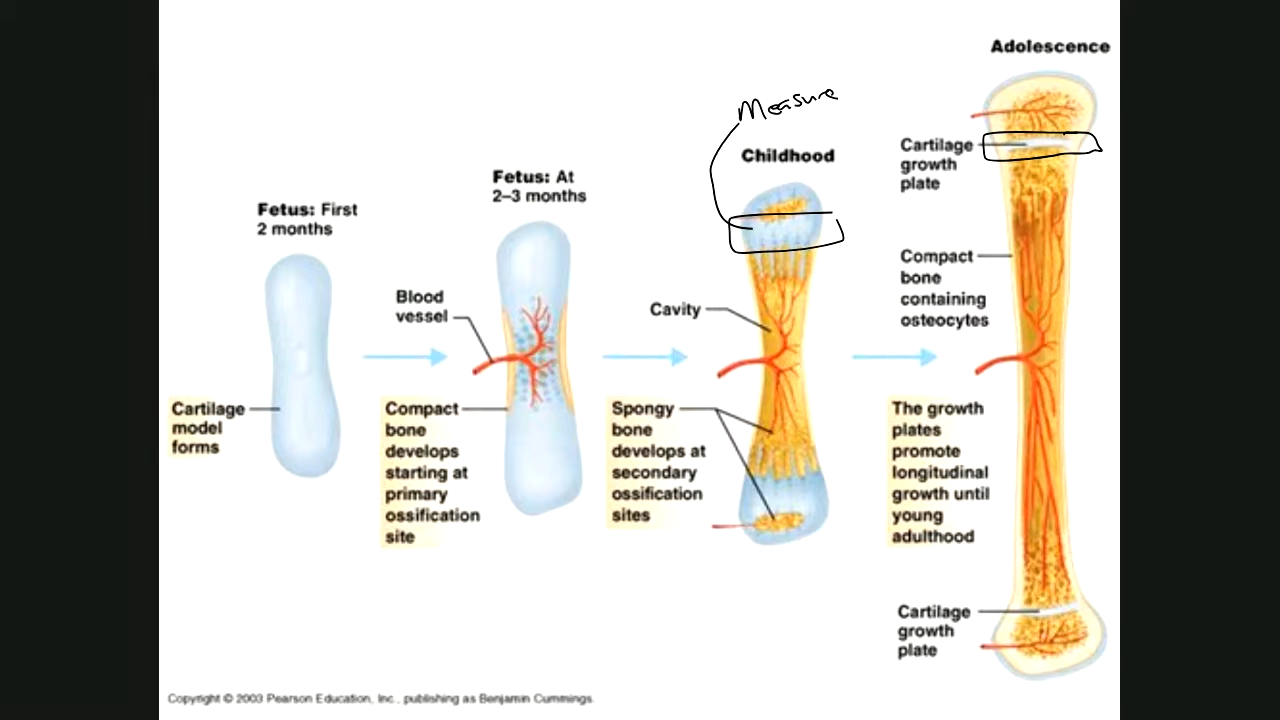 Adolescence
Measure
Childhood
Cartilage
growth
plate
Fetus: At
2–3 months
Fetus: First
2 months
Compact
bone
containing
osteocytes
Blood
vessel
Cavity
Cartilage
model
forms
Compact
bone
develops
starting at
primary
ossification
site
Spongy
bone
develops at
secondary
ossification
sites
The growth
plates
promote
longitudinal
growth until
young
adulthood
Cartilage
growth
plate
Copyright © 2003 Pearson Education, Inc., publishing as Benjamin Cummings.